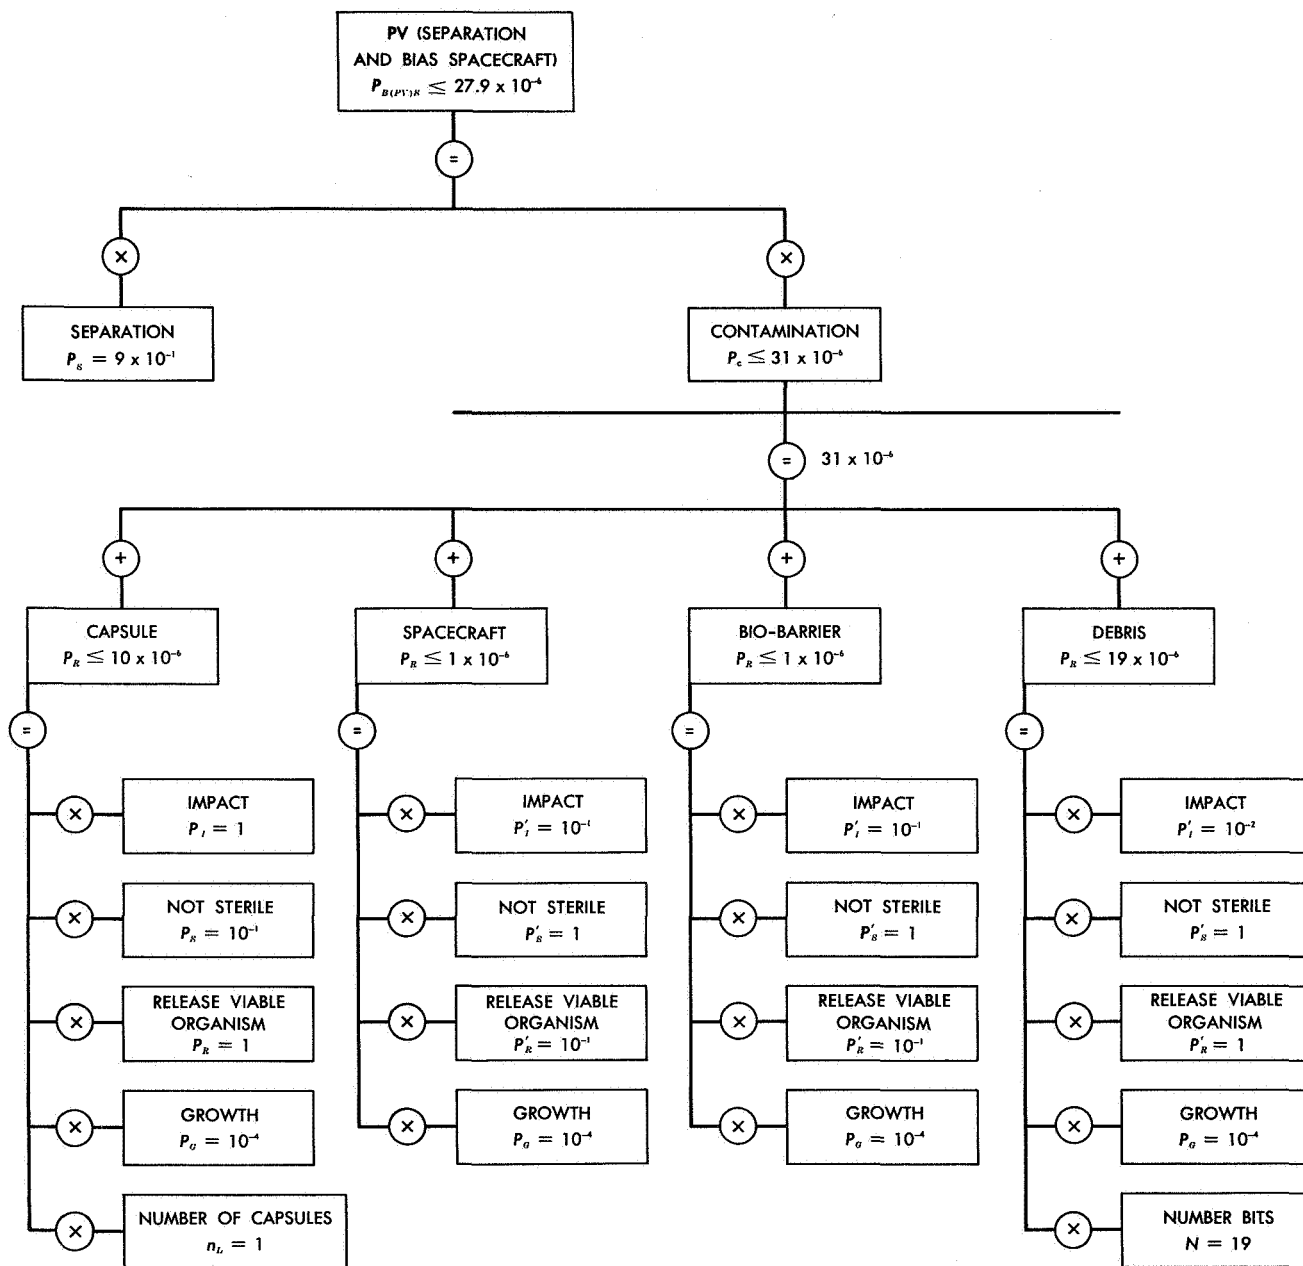 PV (SEPARATION
AND BIAS SPACECRAFT)
P_{B(PV)S} ≦ 27.9 x 10⁻⁶
=
×
×
SEPARATION
P_s = 9 x 10⁻¹
CONTAMINATION
P_c ≦ 31 x 10⁻⁶
= 31 x 10⁻⁶
+
+
+
+
CAPSULE
P_R ≦ 10 x 10⁻⁶
SPACECRAFT
P_R ≦ 1 x 10⁻⁶
BIO-BARRIER
P_R ≦ 1 x 10⁻⁶
DEBRIS
P_R ≦ 19 x 10⁻⁶
=
=
=
=
×
IMPACT
P_I = 1
×
NOT STERILE
P_S = 10⁻¹
×
RELEASE VIABLE
ORGANISM
P_R = 1
×
GROWTH
P_G = 10⁻⁴
×
NUMBER OF CAPSULES
n_L = 1
×
IMPACT
P′_I = 10⁻¹
×
NOT STERILE
P′_S = 1
×
RELEASE VIABLE
ORGANISM
P′_R = 10⁻¹
×
GROWTH
P_G = 10⁻⁴
×
IMPACT
P′_I = 10⁻¹
×
NOT STERILE
P′_S = 1
×
RELEASE VIABLE
ORGANISM
P′_R = 10⁻¹
×
GROWTH
P_G = 10⁻⁴
×
IMPACT
P′_I = 10⁻²
×
NOT STERILE
P′_S = 1
×
RELEASE VIABLE
ORGANISM
P′_R = 1
×
GROWTH
P_G = 10⁻⁴
×
NUMBER BITS
N = 19